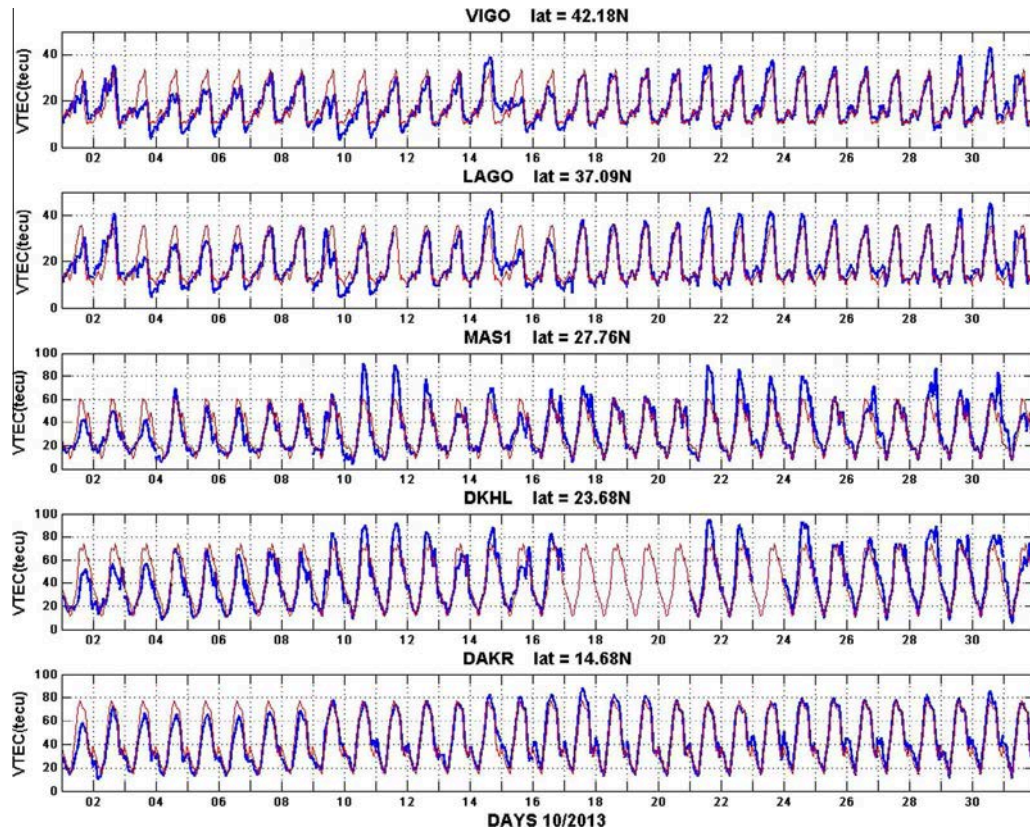 VIGO lat = 42.18N
VTEC(tecu)
40
20
0
02 04 06 08 10 12 14 16 18 20 22 24 26 28 30
LAGO lat = 37.09N
VTEC(tecu)
40
20
0
02 04 06 08 10 12 14 16 18 20 22 24 26 28 30
MAS1 lat = 27.76N
VTEC(tecu)
100
80
60
40
20
0
02 04 06 08 10 12 14 16 18 20 22 24 26 28 30
DKHL lat = 23.68N
VTEC(tecu)
100
80
60
40
20
0
02 04 06 08 10 12 14 16 18 20 22 24 26 28 30
DAKR lat = 14.68N
VTEC(tecu)
100
80
60
40
20
0
02 04 06 08 10 12 14 16 18 20 22 24 26 28 30
DAYS 10/2013